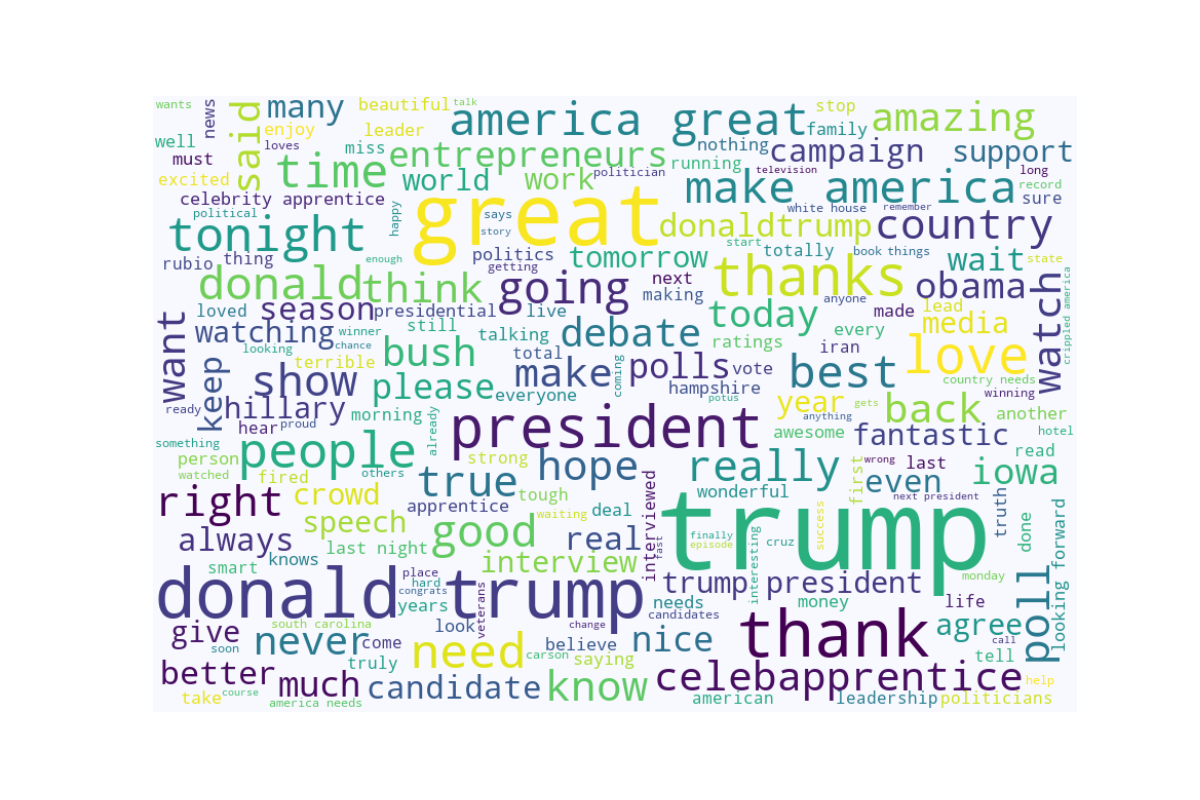 wants
news
said
many
beautiful
talk
america great
stop
amazing
well
enjoy
leader
family
loves
miss
nothing
must
time
entrepreneurs
running
campaign
support
excited
world
work
politician
television
long
celebrity apprentice
make america
record
sure
political
happy
great
says
story
white house
remember
tonight
donaldtrump
country
rubio
thing
enough
politics
getting
tomorrow
start
totally
book
things
wait
state
donald
think
going
next
making
thanks
anyone
obama
watch
crippled america
loved
season
presidential
live
today
made
lead
media
want
watching
winner
chance
still
talking
debate
ratings
every
looking
terrible
bush
total
iran
love
keep
show
please
make
coming
polls
vote
best
country needs
ready
hillary
everyone
hampshire
potus
year
gets
winning
hear
proud
morning
already
president
anything
back
another
something
people
awesome
fantastic
hotel
person
strong
hope
really
wrong
last
read
watched
fired
others
true
interviewed
wonderful
first
even
iowa
right
crowd
apprentice
tough
deal
trump
next president
truth
done
looking forward
speech
good
waiting
real
fast
finally
episode
interesting
cruz
success
always
last night
interview
smart
knows
place
hard
congrats
trump president
monday
donald trump
years
veterans
needs
candidates
money
life
poll
give
south carolina
look
change
thank
agree
call
soon
never
come
need
believe
nice
tell
truly
carson
saying
better
much
candidate
know
celebapprentice
help
take
course
america needs
american
leadership
politicians